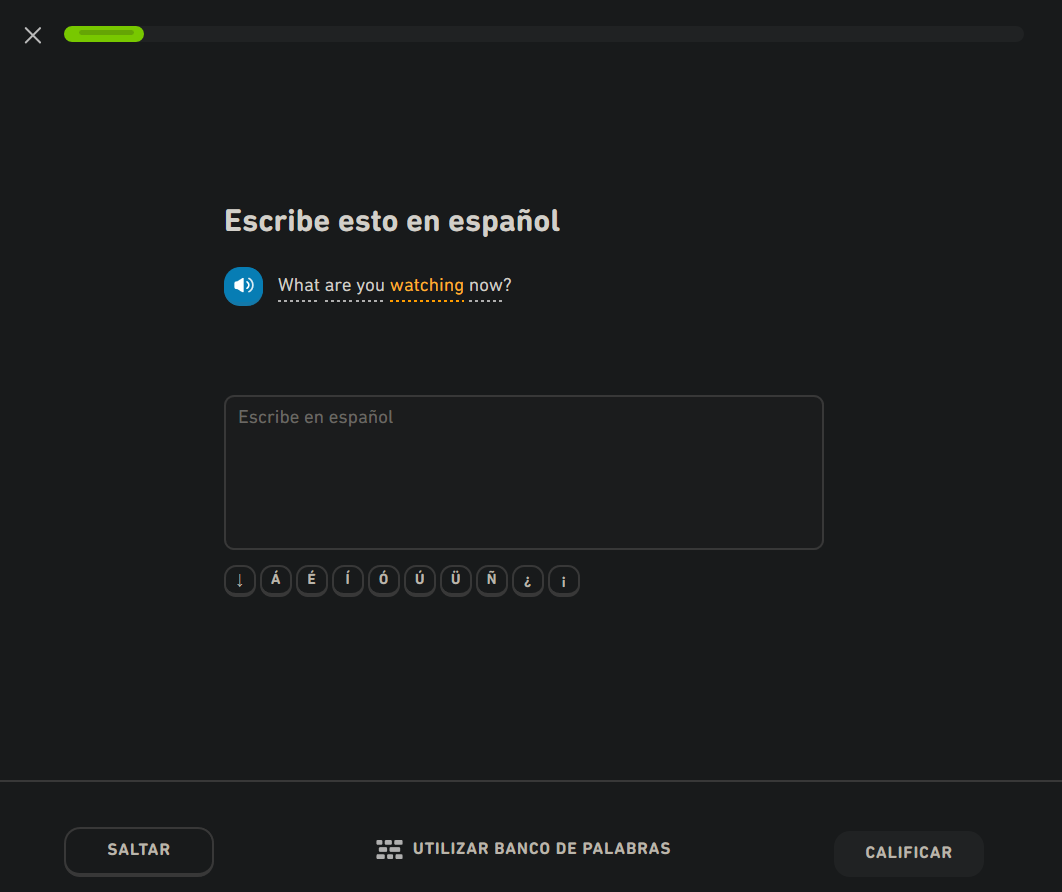 Escribe esto en español
What are you watching now?
Escribe en español
↓ Á É Í Ó Ú Ü Ñ ¿ ¡
SALTAR
UTILIZAR BANCO DE PALABRAS
CALIFICAR